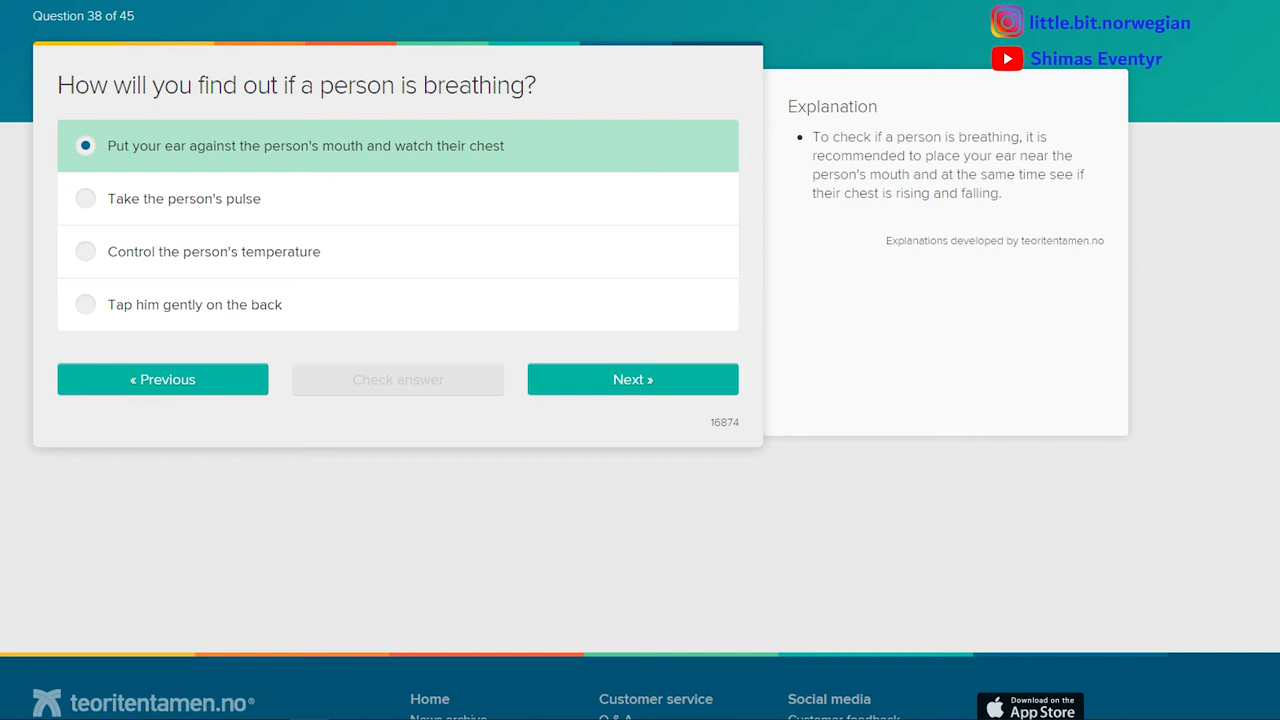 Question 38 of 45
little.bit.norwegian
Shimas Eventyr
How will you find out if a person is breathing?
Put your ear against the person's mouth and watch their chest
Take the person's pulse
Control the person's temperature
Tap him gently on the back
« Previous
Check answer
Next »
16874
Explanation
• To check if a person is breathing, it is
recommended to place your ear near the
person's mouth and at the same time see if
their chest is rising and falling.
Explanations developed by teoritentamen.no
teoritentamen.no®
Home
News archive
Customer service
Q & A
Social media
Customer feedback
Download on the
App Store